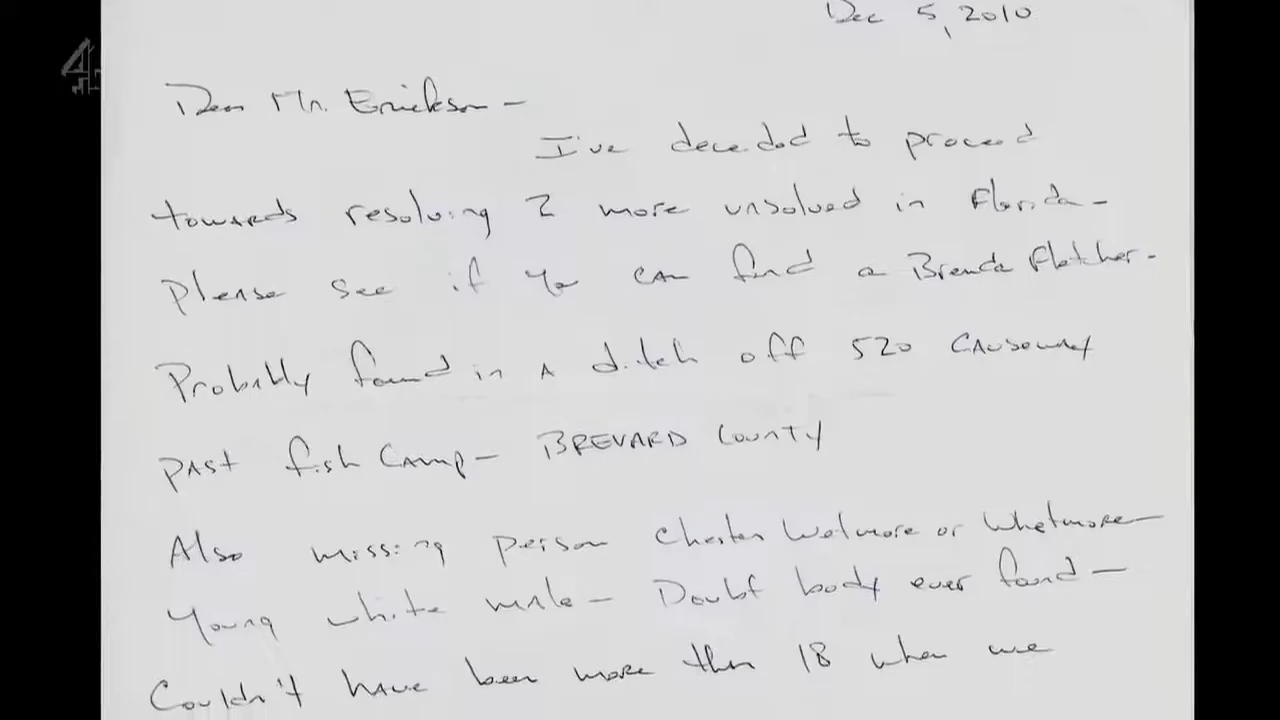 4
Dec 5, 2010
Dear Mr. Erickson -
I've decided to proceed
towards resolving 2 more unsolved in Florida -
Please see if you can find a Brenda Fletcher.
Probably found in a ditch off 520 Causeway
past fish camp - BREVARD COUNTY
Also missing person Chester Wetmore or Whetmore -
Young white male - Doubt body ever found -
Couldn't have been more than 18 when we